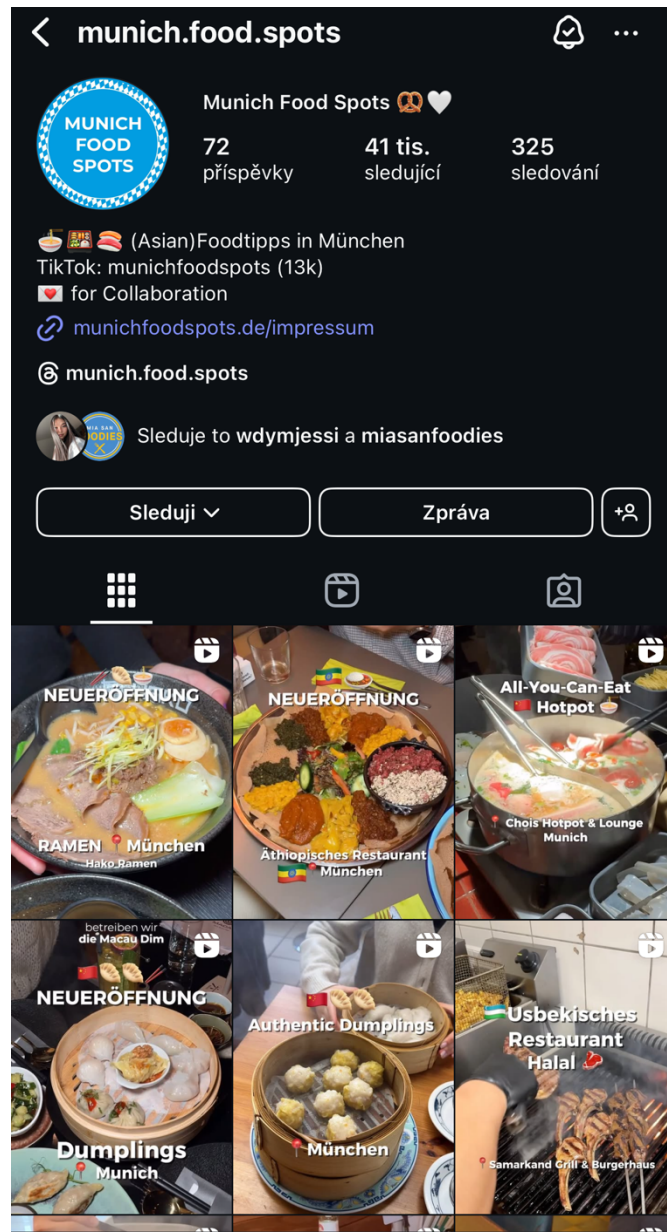 munich.food.spots
MUNICH
FOOD
SPOTS
Munich Food Spots 🥨🤍
72
příspěvky
41 tis.
sledující
325
sledování
🍜🍱🍣 (Asian)Foodtipps in München
TikTok: munichfoodspots (13k)
💌 for Collaboration
munichfoodspots.de/impressum
munich.food.spots
MIA SAN
FOODIES
Sleduje to wdymjessi a miasanfoodies
Sleduji
Zpráva
NEUERÖFFNUNG
RAMEN 📍München
Hako Ramen
NEUERÖFFNUNG
Äthiopisches Restaurant
🇪🇹📍München
All-You-Can-Eat
🇨🇳 Hotpot 🍲
📍Chois Hotpot & Lounge
Munich
betreiben wir
die Macau Dim
NEUERÖFFNUNG
Dumplings
📍Munich
Authentic Dumplings
📍München
🇺🇿Usbekisches
Restaurant
Halal 🥩
📍Samarkand Grill & Burgerhaus